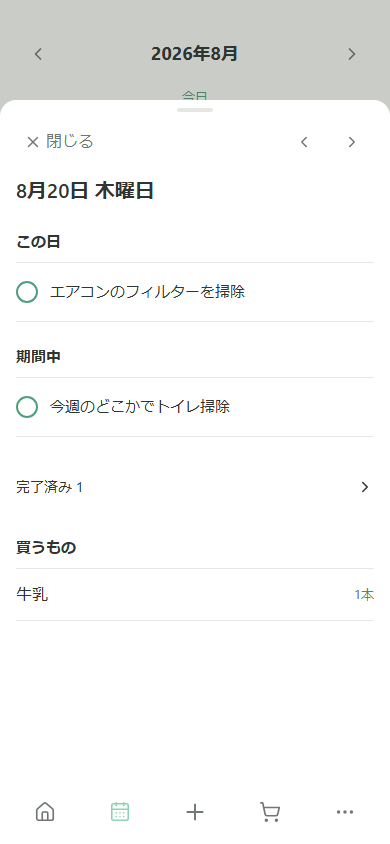 2026年8月
今日
閉じる
8月20日 木曜日
この日
エアコンのフィルターを掃除
期間中
今週のどこかでトイレ掃除
完了済み 1
買うもの
牛乳
1本